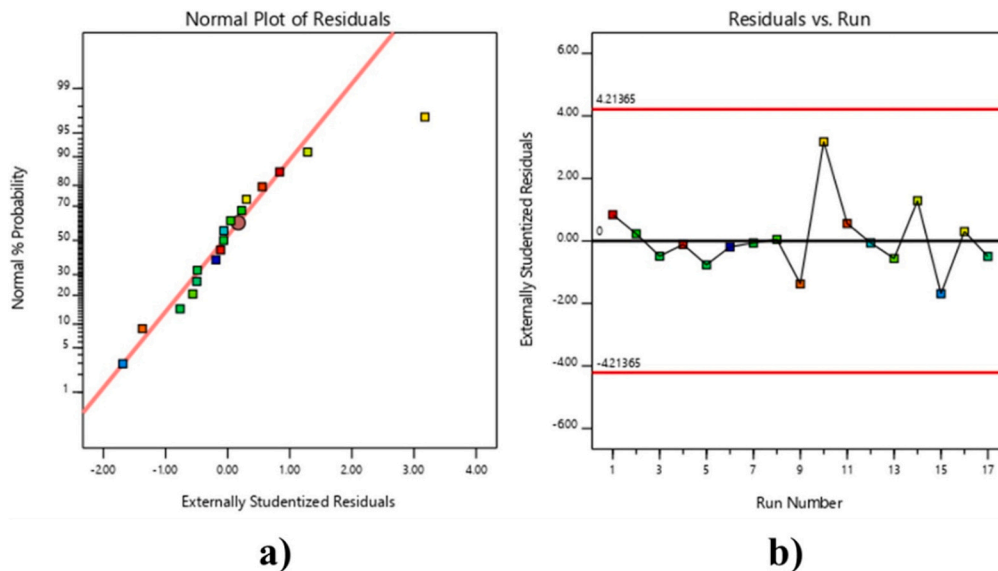 Normal Plot of Residuals
Normal % Probability
99
95
90
80
70
50
30
20
10
5
1
-2.00 -1.00 0.00 1.00 2.00 3.00 4.00
Externally Studentized Residuals
a)
Residuals vs. Run
Externally Studentized Residuals
6.00
4.21365
4.00
2.00
0
0.00
-2.00
-4.00
-4.21365
-6.00
1 3 5 7 9 11 13 15 17
Run Number
b)